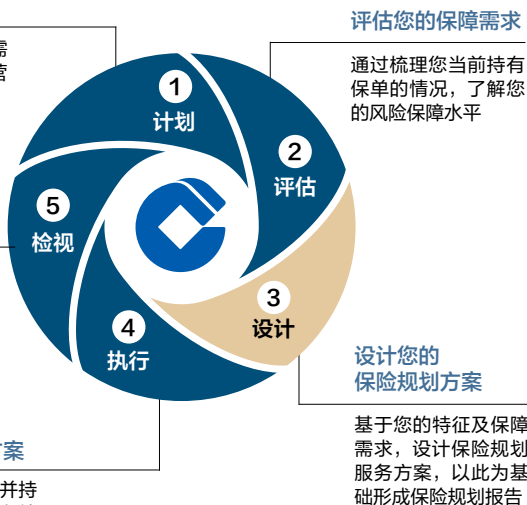 评估您的保障需求
通过梳理您当前持有
保单的情况，了解您
的风险保障水平
需
1
计划
2
评估
5
检视
3
设计
4
执行
设计您的
保险规划方案
基于您的特征及保障
需求，设计保险规划
服务方案，以此为基
础形成保险规划报告
案
并持